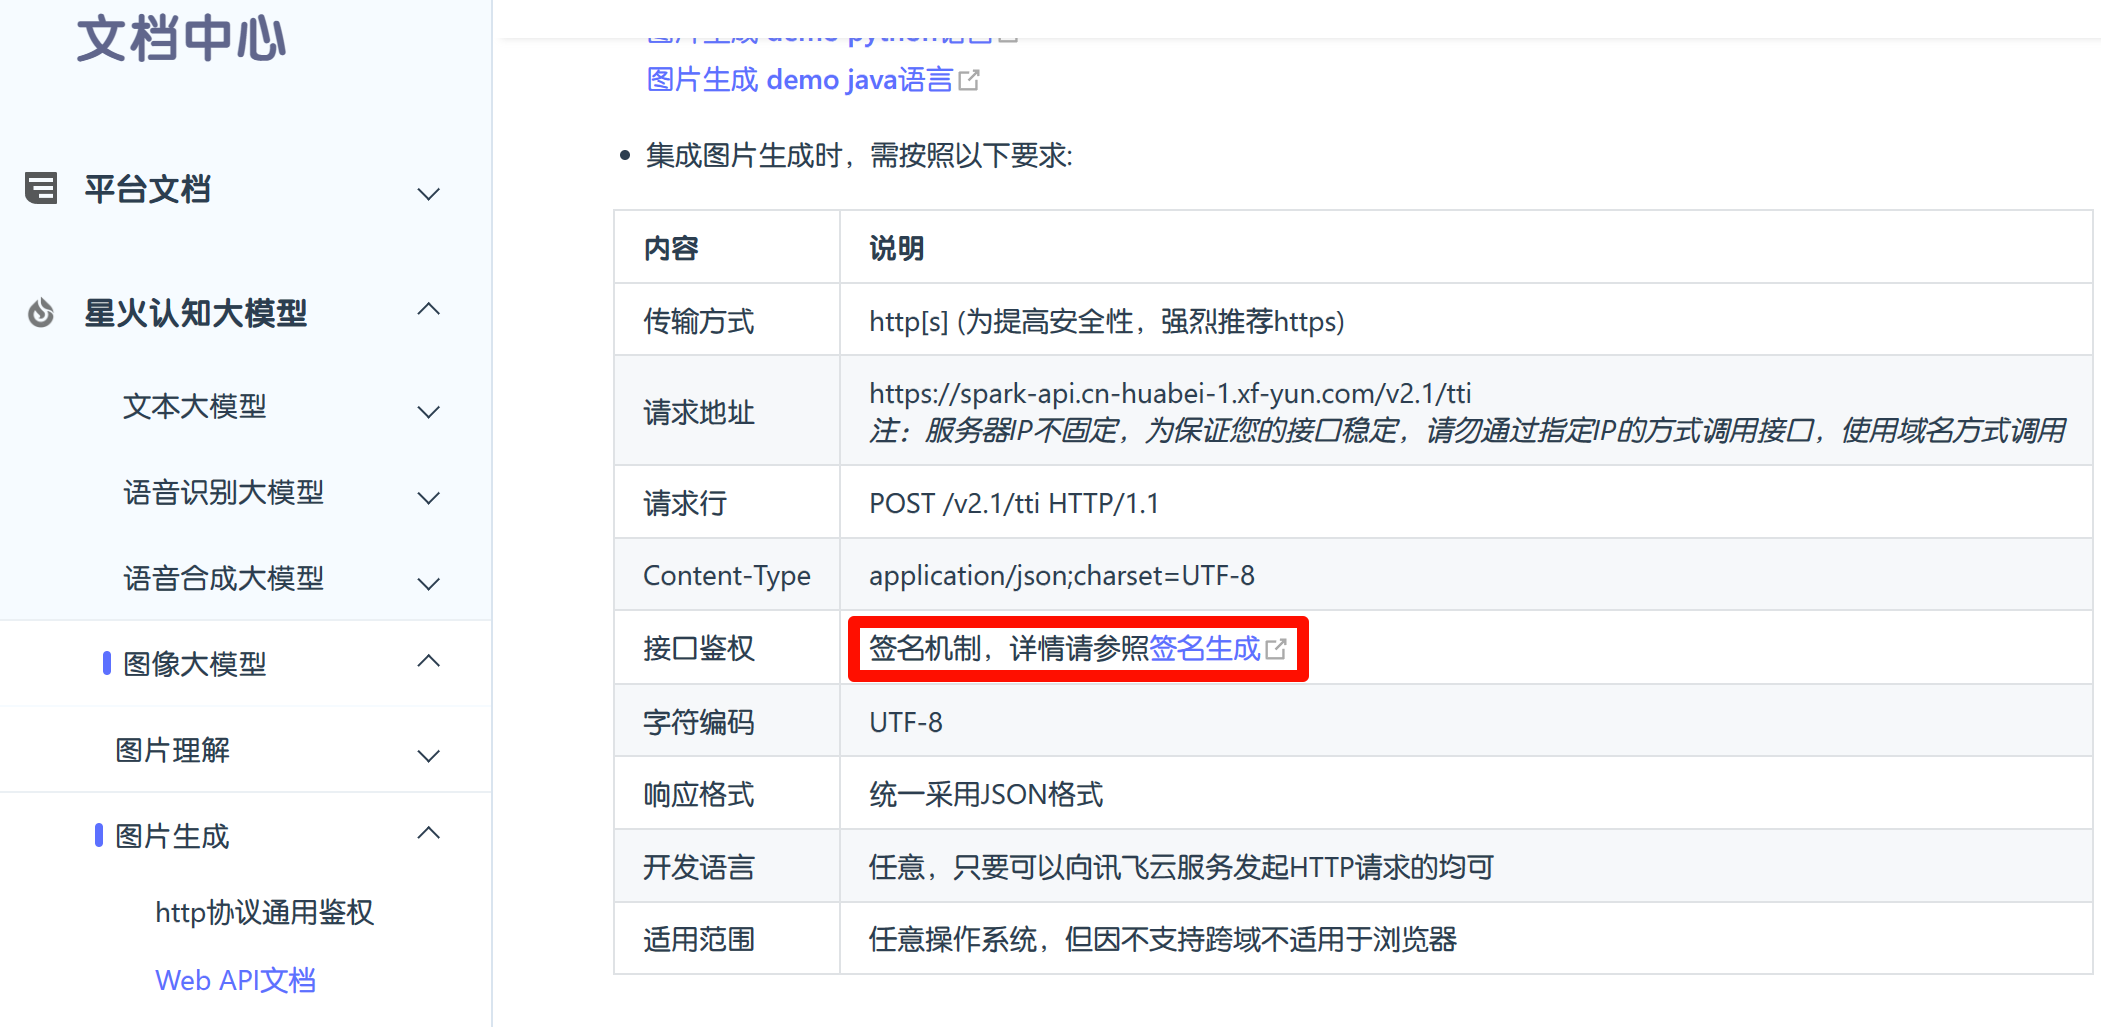 文档中心
平台文档
星火认知大模型
文本大模型
语音识别大模型
语音合成大模型
图像大模型
图片理解
图片生成
http协议通用鉴权
Web API文档
图片生成 demo python语言
图片生成 demo java语言
集成图片生成时，需按照以下要求:
内容 说明
传输方式 http[s] (为提高安全性，强烈推荐https)
请求地址 https://spark-api.cn-huabei-1.xf-yun.com/v2.1/tti
注：服务器IP不固定，为保证您的接口稳定，请勿通过指定IP的方式调用接口，使用域名方式调用
请求行 POST /v2.1/tti HTTP/1.1
Content-Type application/json;charset=UTF-8
接口鉴权 签名机制，详情请参照签名生成
字符编码 UTF-8
响应格式 统一采用JSON格式
开发语言 任意，只要可以向讯飞云服务发起HTTP请求的均可
适用范围 任意操作系统，但因不支持跨域不适用于浏览器